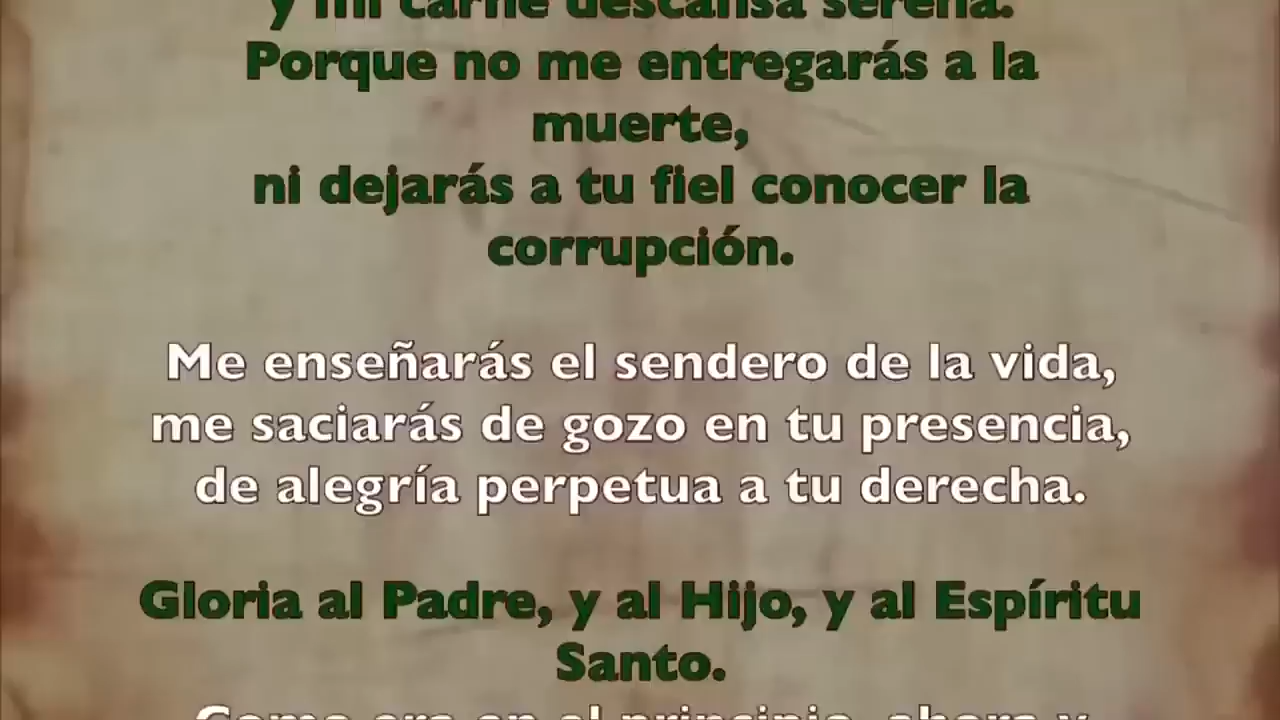 y mi carne descansa serena.
Porque no me entregarás a la
muerte,
ni dejarás a tu fiel conocer la
corrupción.
Me enseñarás el sendero de la vida,
me saciarás de gozo en tu presencia,
de alegría perpetua a tu derecha.
Gloria al Padre, y al Hijo, y al Espíritu
Santo.
Como era en el principio, ahora y